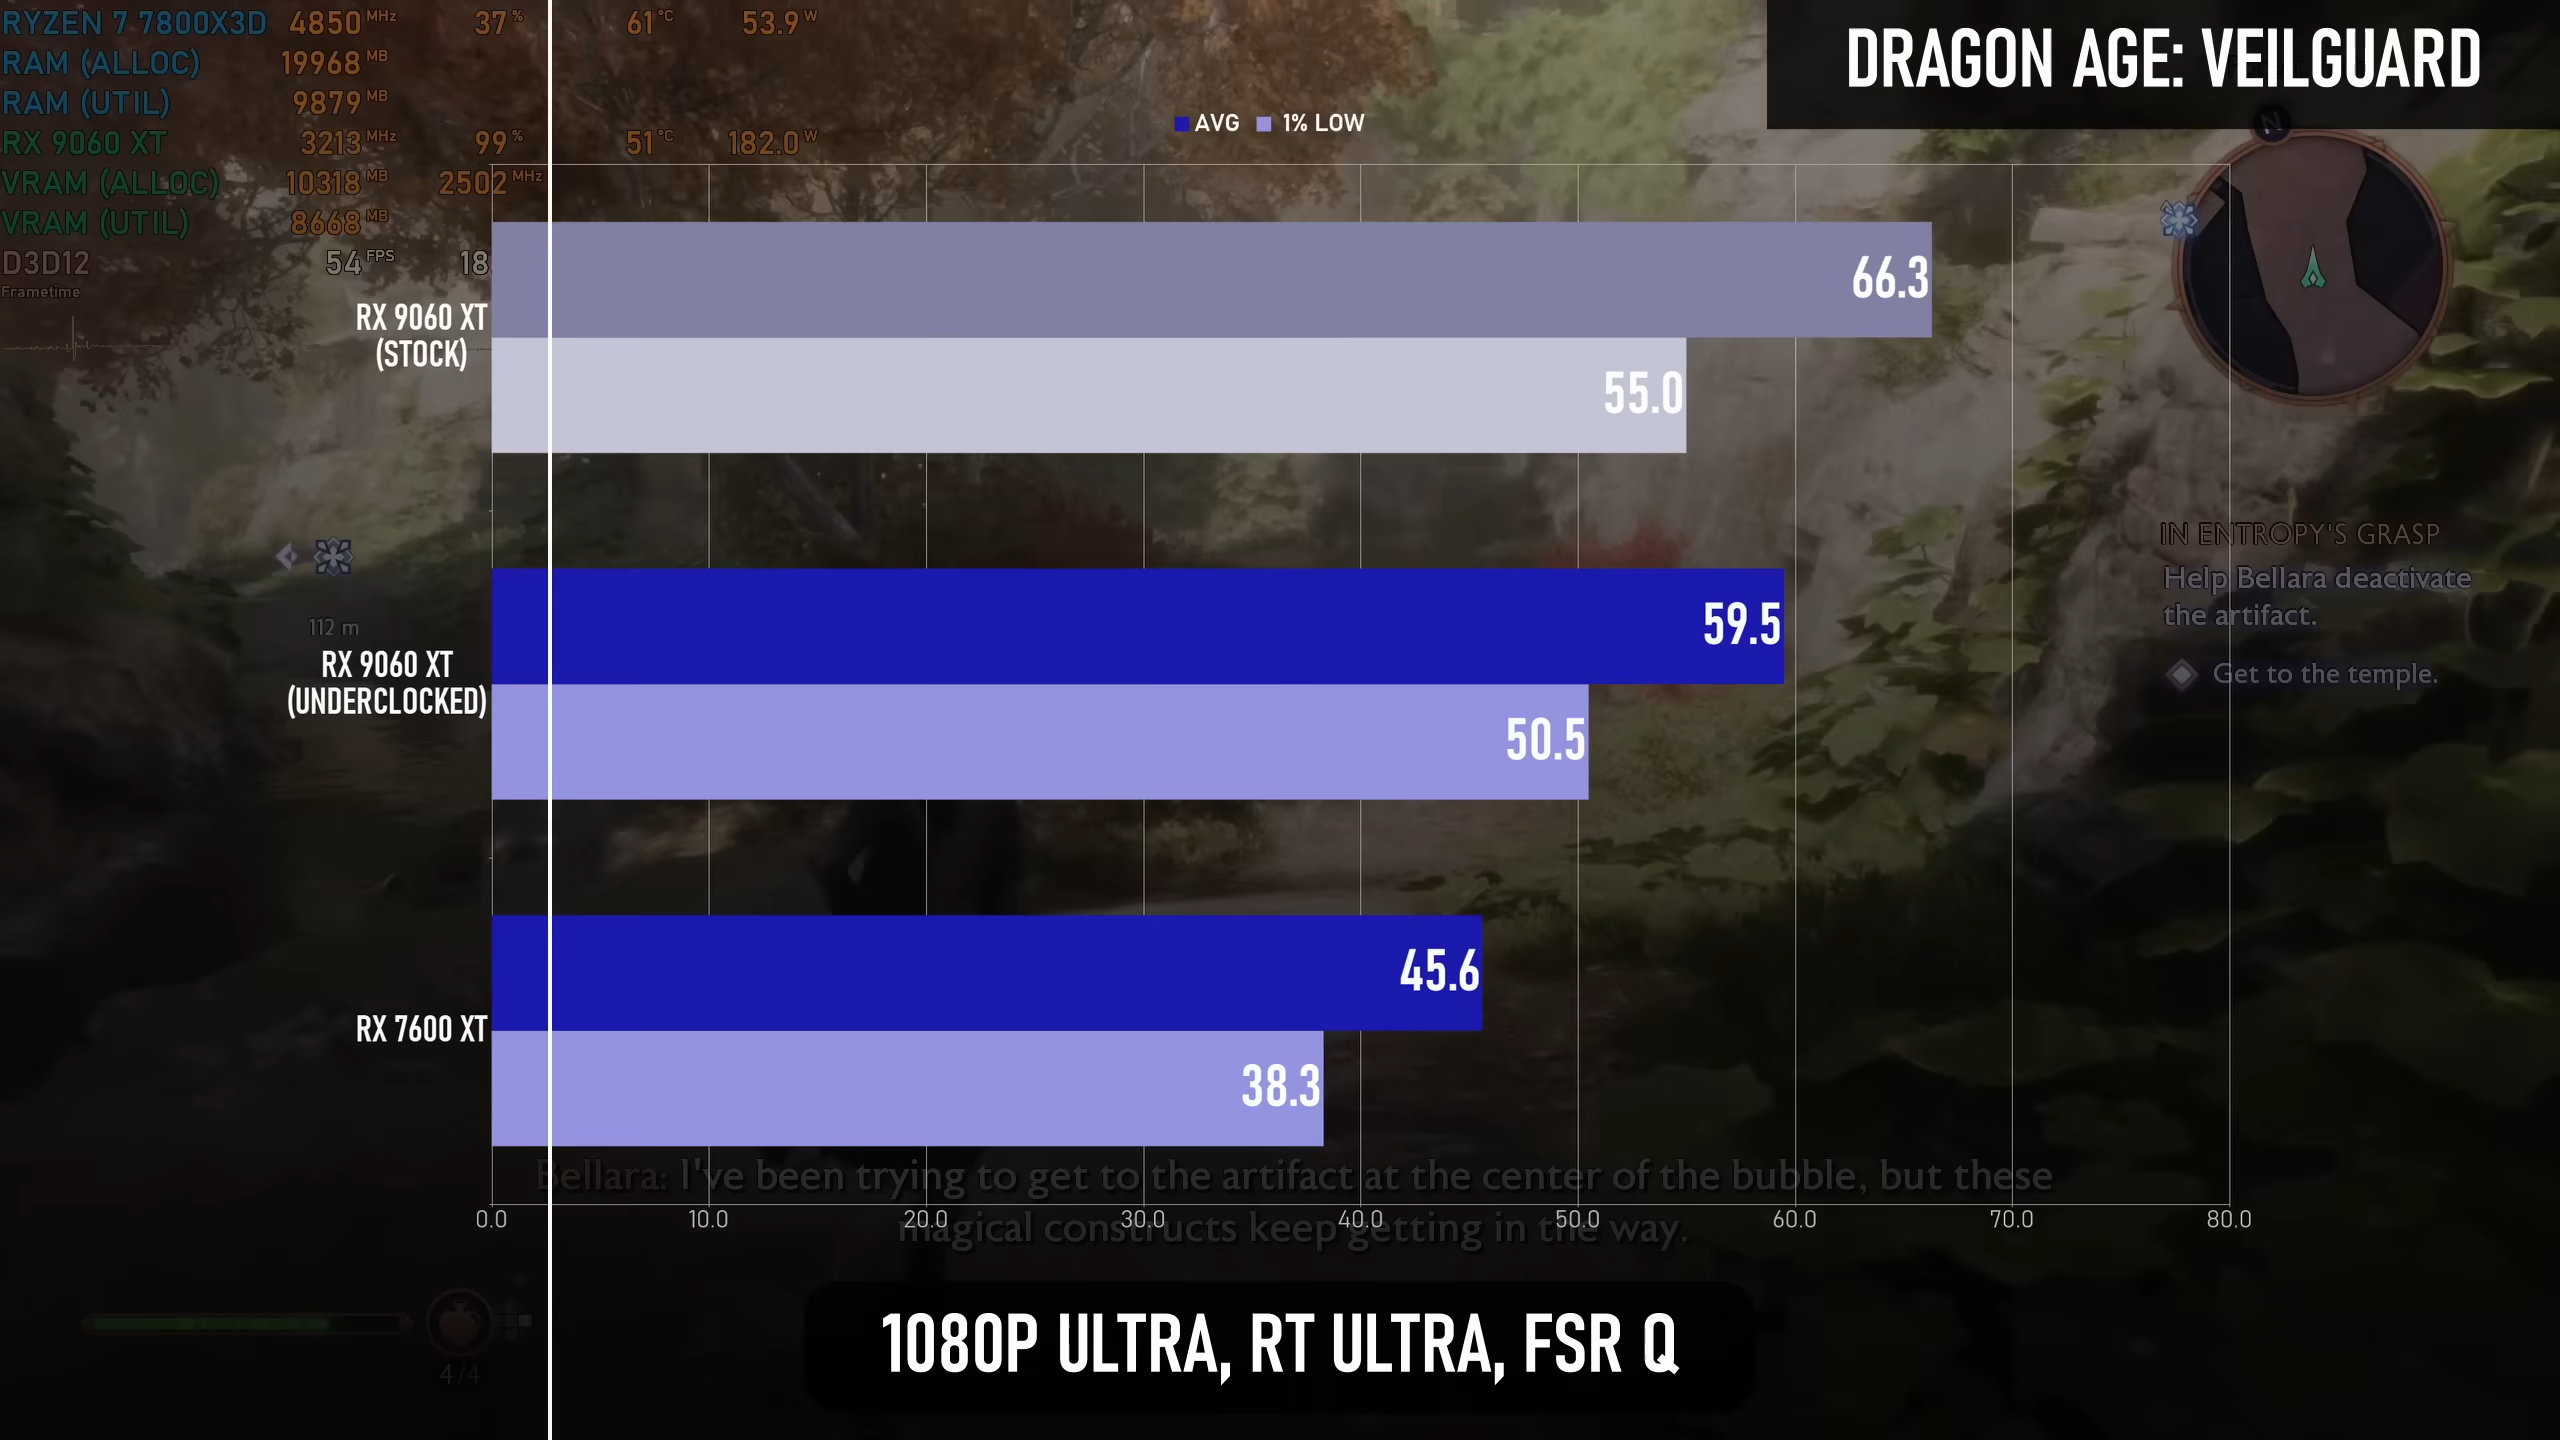 RYZEN 7 7800X3D 4850 MHz 37 % 61 °C 53.9 W
RAM (ALLOC) 19968 MB
RAM (UTIL) 9879 MB
RX 9060 XT 3213 MHz 99 % 51 °C 182.0 W
VRAM (ALLOC) 10318 MB 2502 MHz
VRAM (UTIL) 8668 MB
D3D12 54 FPS 18
Frametime
DRAGON AGE: VEILGUARD
N
AVG 1% LOW
RX 9060 XT
(STOCK)
66.3
55.0
112 m
RX 9060 XT
(UNDERCLOCKED)
59.5
50.5
RX 7600 XT
45.6
38.3
IN ENTROPY'S GRASP
Help Bellara deactivate
the artifact.
Get to the temple.
Bellara: I've been trying to get to the artifact at the center of the bubble, but these
magical constructs keep getting in the way.
0.0 10.0 20.0 30.0 40.0 50.0 60.0 70.0 80.0
4/4
1080P ULTRA, RT ULTRA, FSR Q